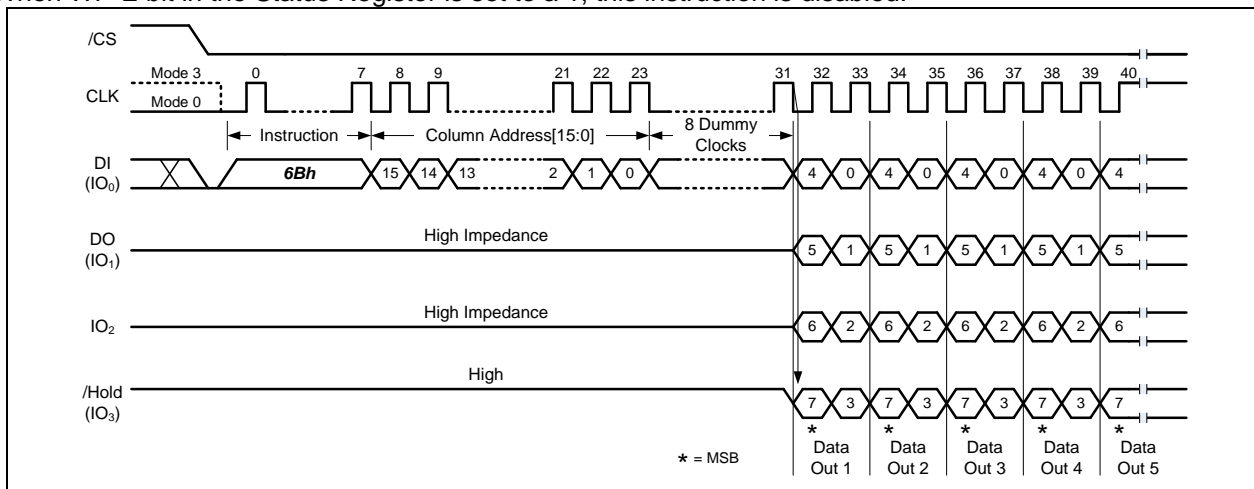 when WP-E bit in the Status Register is set to a 1, this instruction is disabled.
/CS
Mode 3 0 7 8 9 21 22 23 31 32 33 34 35 36 37 38 39 40
CLK
Mode 0
Instruction Column Address[15:0] 8 Dummy
Clocks
DI
(IO0)
6Bh 15 14 13 2 1 0 4 0 4 0 4 0 4 0 4
High Impedance
DO
(IO1)
5 1 5 1 5 1 5 1 5
High Impedance
IO2
6 2 6 2 6 2 6 2 6
High
/Hold
(IO3)
7 3 7 3 7 3 7 3 7
* * * * *
* = MSB
Data
Out 1
Data
Out 2
Data
Out 3
Data
Out 4
Data
Out 5